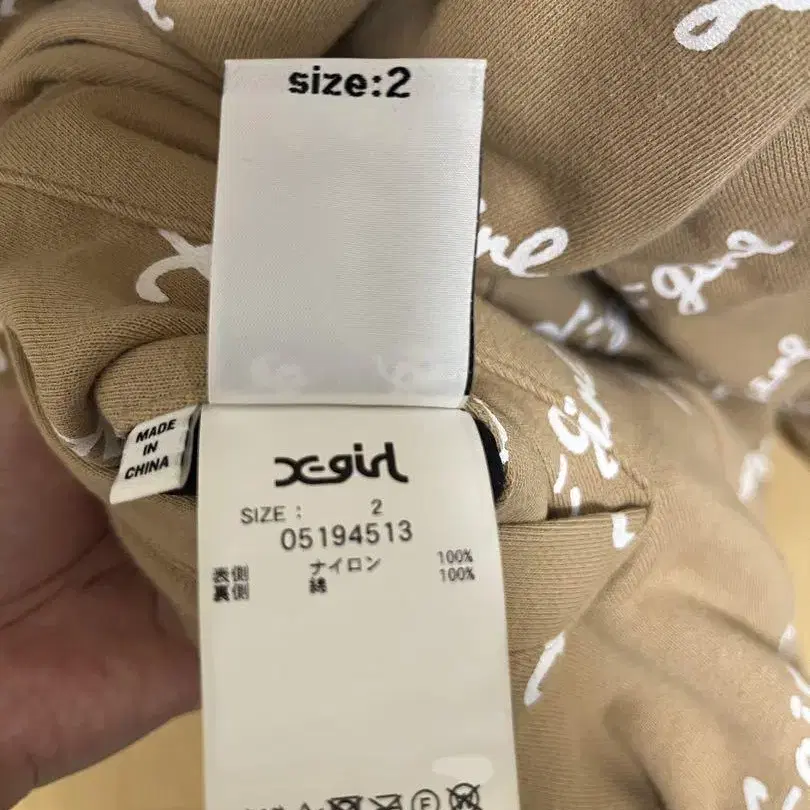 size:2
MADE
IN
CHINA
X-girl
SIZE : 2
05194513
表側 ナイロン 100%
裏側 綿 100%
girl